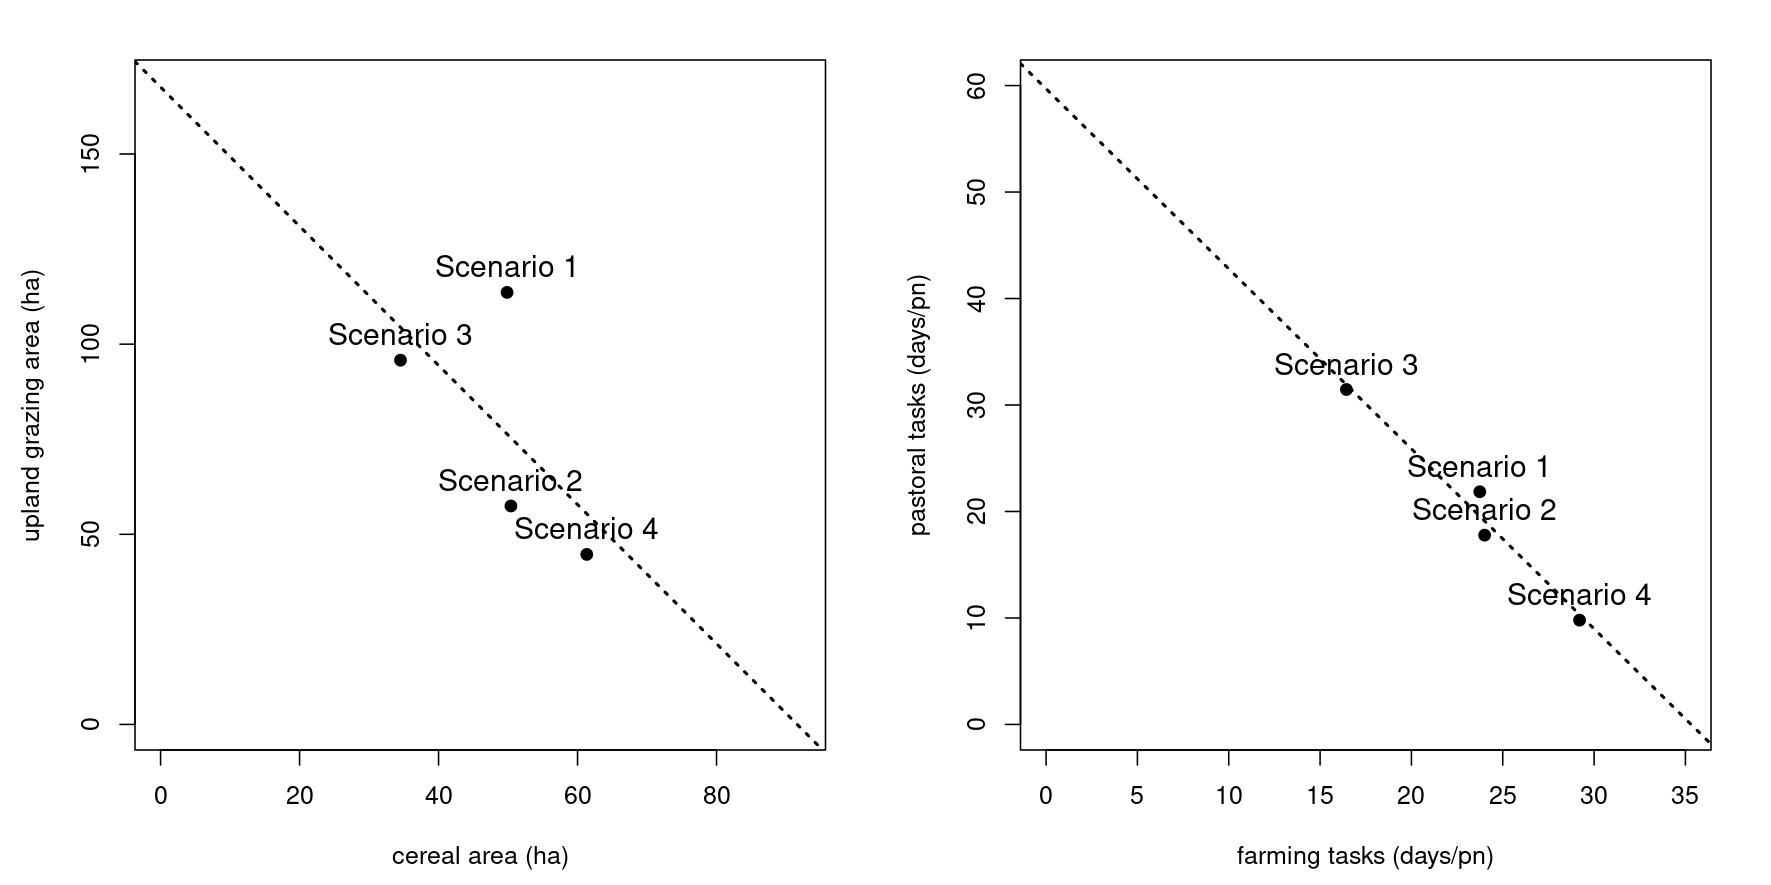 upland grazing area (ha)
150
100
50
0
Scenario 1
Scenario 3
Scenario 2
Scenario 4
0 20 40 60 80
cereal area (ha)
pastoral tasks (days/pn)
60
50
40
30
20
10
0
Scenario 3
Scenario 1
Scenario 2
Scenario 4
0 5 10 15 20 25 30 35
farming tasks (days/pn)